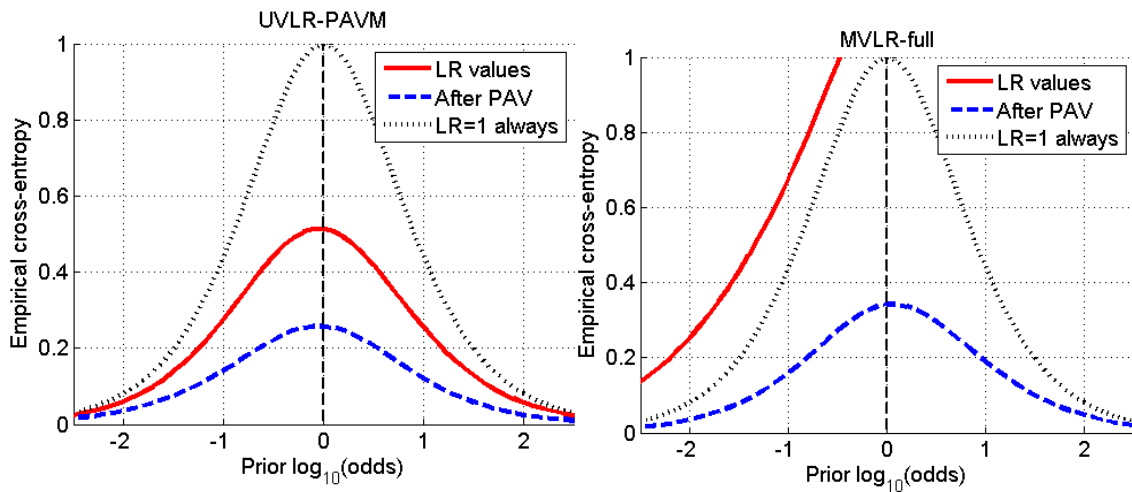 UVLR-PAVM
LR values
After PAV
LR=1 always
Empirical cross-entropy
1
0.8
0.6
0.4
0.2
0
-2 -1 0 1 2
Prior log10(odds)
MVLR-full
LR values
After PAV
LR=1 always
Empirical cross-entropy
1
0.8
0.6
0.4
0.2
0
-2 -1 0 1 2
Prior log10(odds)